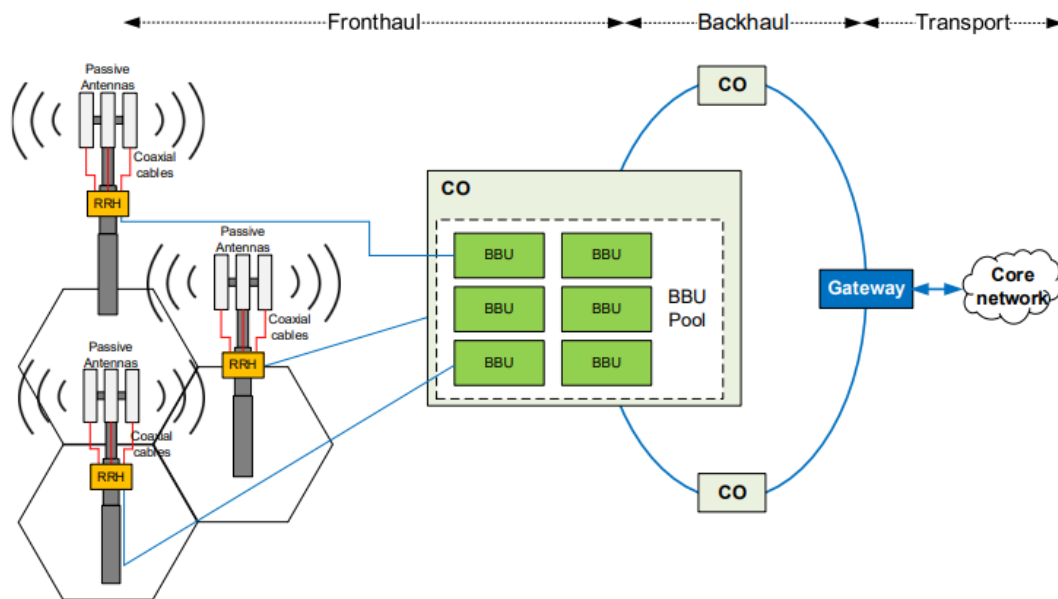 Fronthaul
Backhaul
Transport
Passive
Antennas
Coaxial
cables
RRH
Passive
Antennas
Coaxial
cables
RRH
Passive
Antennas
Coaxial
cables
RRH
CO
CO
BBU
BBU
BBU
BBU
BBU
BBU
BBU
Pool
CO
Gateway
Core
network